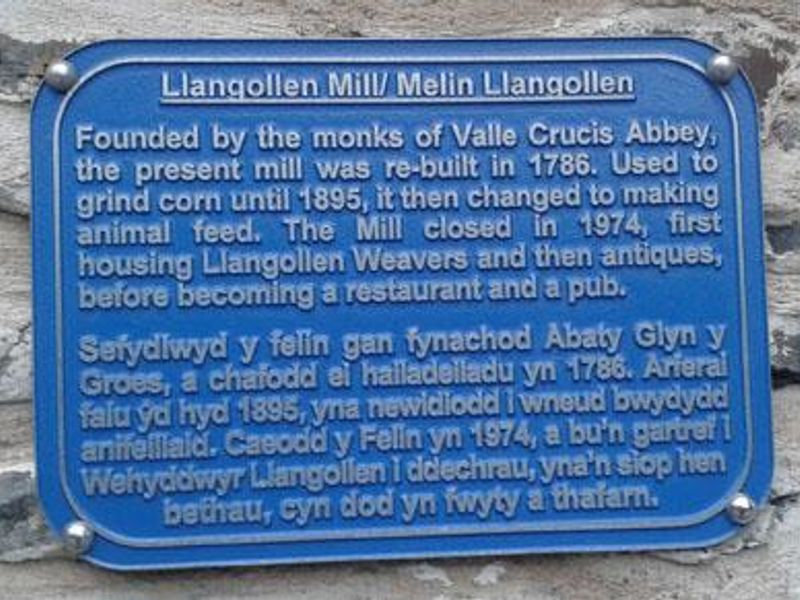 Llangollen Mill/ Melin Llangollen
Founded by the monks of Valle Crucis Abbey,
the present mill was re-built in 1786. Used to
grind corn until 1895, it then changed to making
animal feed. The Mill closed in 1974, first
housing Llangollen Weavers and then antiques,
before becoming a restaurant and a pub.
Sefydlwyd y felin gan fynachod Abaty Glyn y
Groes, a chafodd ei hailadeiladu yn 1786. Arferai
falu ŷd hyd 1895, yna newidiodd i wneud bwydydd
anifeiliaid. Caeodd y Felin yn 1974, a bu'n gartref i
Wehyddwyr Llangollen i ddechrau, yna'n siop hen
bethau, cyn dod yn fwyty a thafarn.